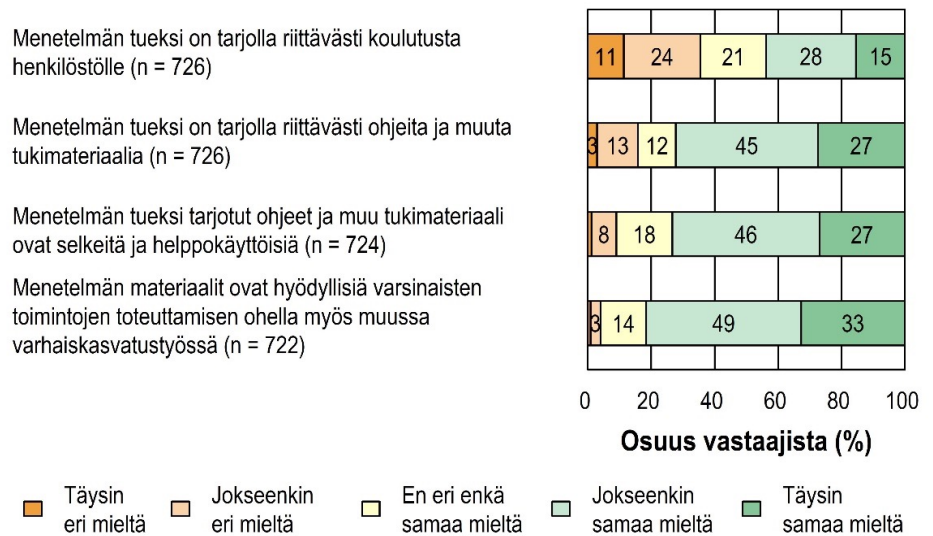 Menetelmän tueksi on tarjolla riittävästi koulutusta
henkilöstölle (n = 726)
11 24 21 28 15
Menetelmän tueksi on tarjolla riittävästi ohjeita ja muuta
tukimateriaalia (n = 726)
3 13 12 45 27
Menetelmän tueksi tarjotut ohjeet ja muu tukimateriaali
ovat selkeitä ja helppokäyttöisiä (n = 724)
8 18 46 27
Menetelmän materiaalit ovat hyödyllisiä varsinaisten
toimintojen toteuttamisen ohella myös muussa
varhaiskasvatustyössä (n = 722)
3 14 49 33
0 20 40 60 80 100
Osuus vastaajista (%)
Täysin
eri mieltä
Jokseenkin
eri mieltä
En eri enkä
samaa mieltä
Jokseenkin
samaa mieltä
Täysin
samaa mieltä